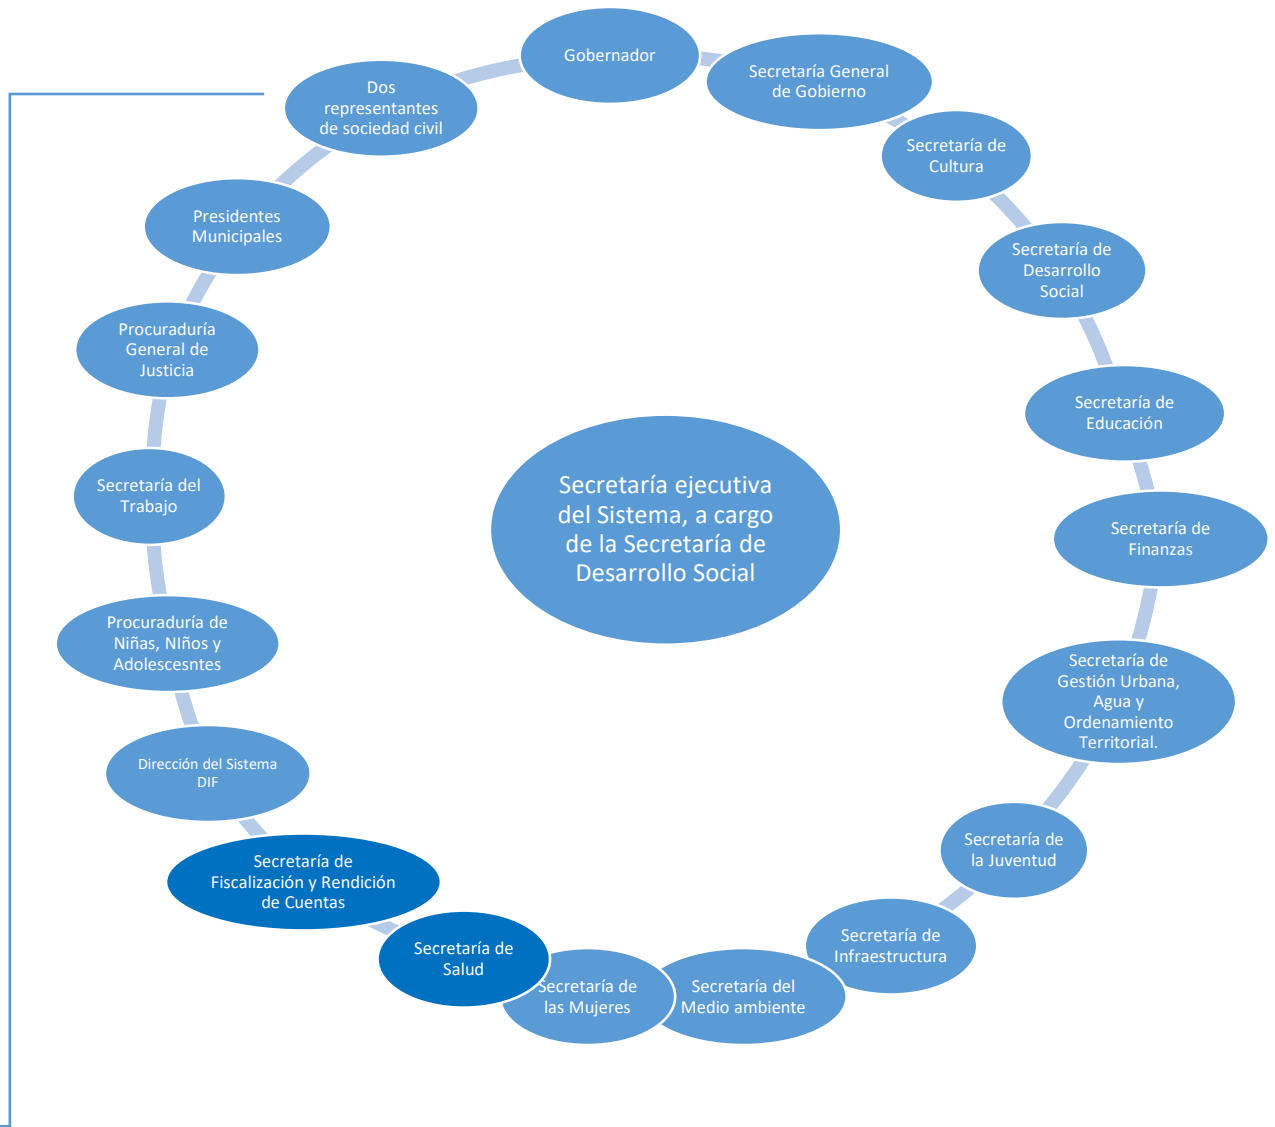 Gobernador
Secretaría General
de Gobierno
Secretaría de
Cultura
Secretaría de
Desarrollo
Social
Secretaría de
Educación
Secretaría de
Finanzas
Secretaría de
Gestión Urbana,
Agua y
Ordenamiento
Territorial.
Secretaría de
la Juventud
Secretaría de
Infraestructura
Secretaría del
Medio ambiente
Secretaría de
las Mujeres
Secretaría de
Salud
Secretaría de
Fiscalización y Rendición
de Cuentas
Dirección del Sistema
DIF
Procuraduría de
Niñas, NIños y
Adolescesntes
Secretaría del
Trabajo
Procuraduría
General de
Justicia
Presidentes
Municipales
Dos
representantes
de sociedad civil
Secretaría ejecutiva
del Sistema, a cargo
de la Secretaría de
Desarrollo Social